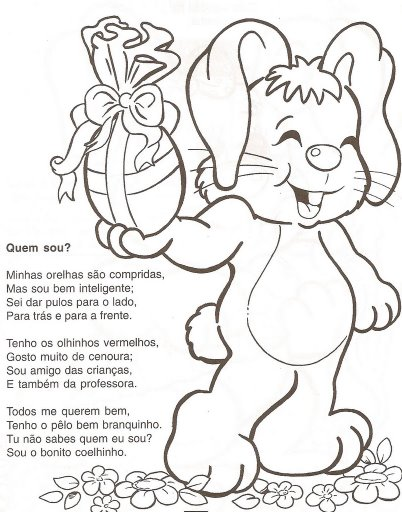 Quem sou?
Minhas orelhas são compridas,
Mas sou bem inteligente;
Sei dar pulos para o lado,
Para trás e para a frente.
Tenho os olhinhos vermelhos,
Gosto muito de cenoura;
Sou amigo das crianças,
E também da professora.
Todos me querem bem,
Tenho o pêlo bem branquinho.
Tu não sabes quem eu sou?
Sou o bonito coelhinho.